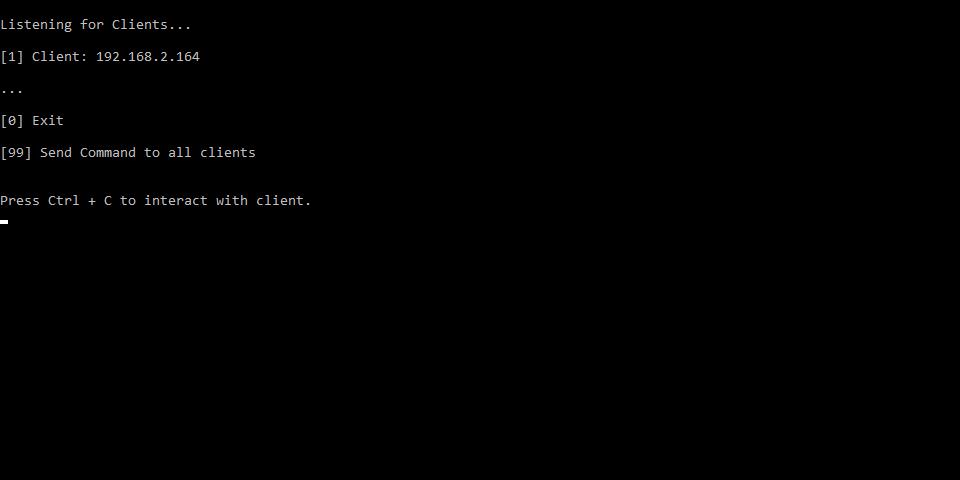 Listening for Clients...
[1] Client: 192.168.2.164
...
[0] Exit
[99] Send Command to all clients
Press Ctrl + C to interact with client.